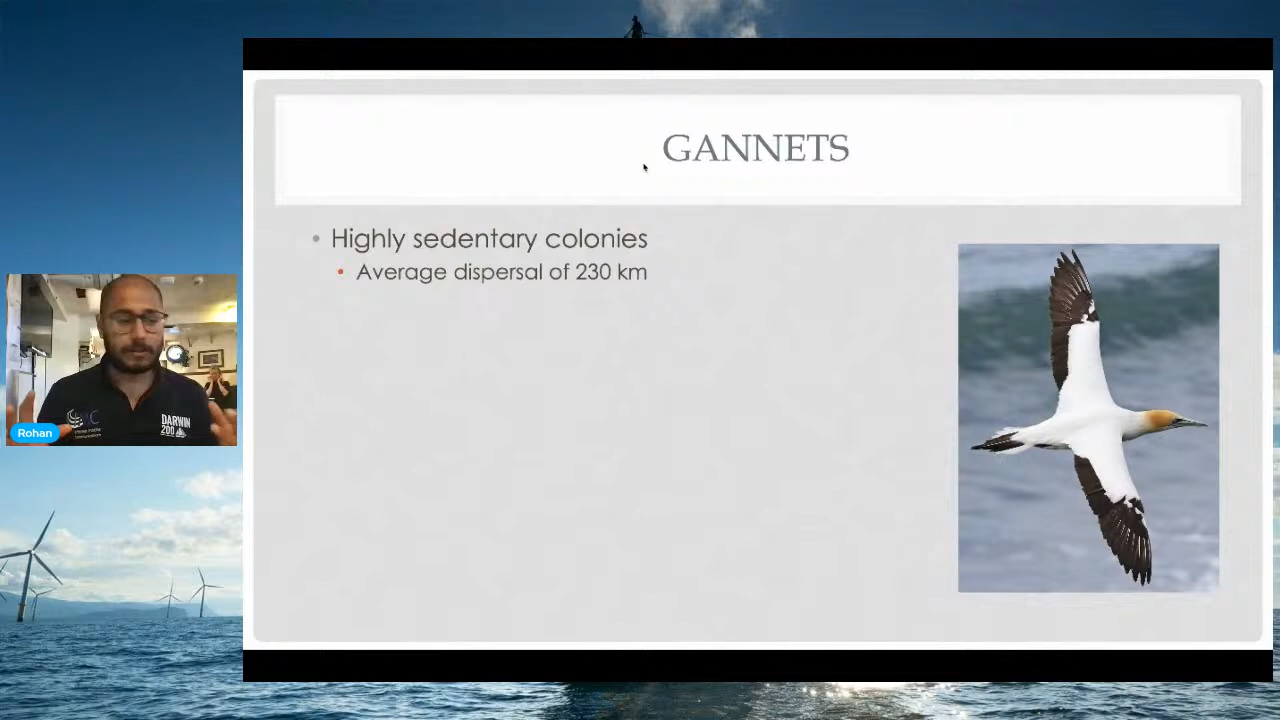 GANNETS
Highly sedentary colonies
Average dispersal of 230 km
Rohan
DARWIN
200